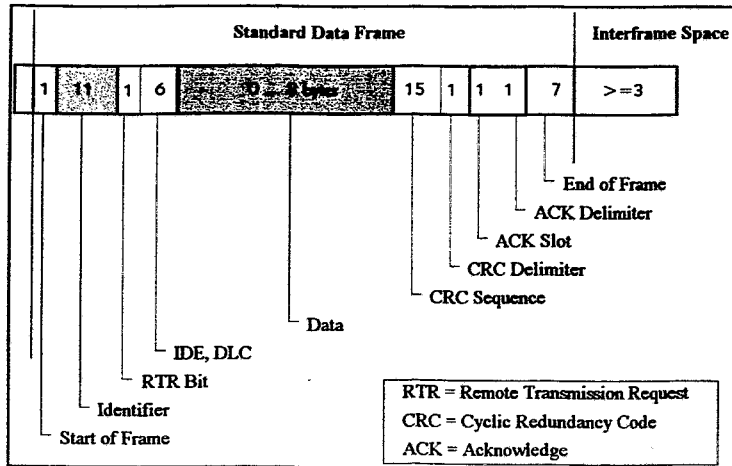 Standard Data Frame Interframe Space
1 11 1 6 0 ... 8 bytes 15 1 1 1 7 >=3
End of Frame
ACK Delimiter
ACK Slot
CRC Delimiter
CRC Sequence
Data
IDE, DLC
RTR Bit
Identifier
Start of Frame
RTR = Remote Transmission Request
CRC = Cyclic Redundancy Code
ACK = Acknowledge